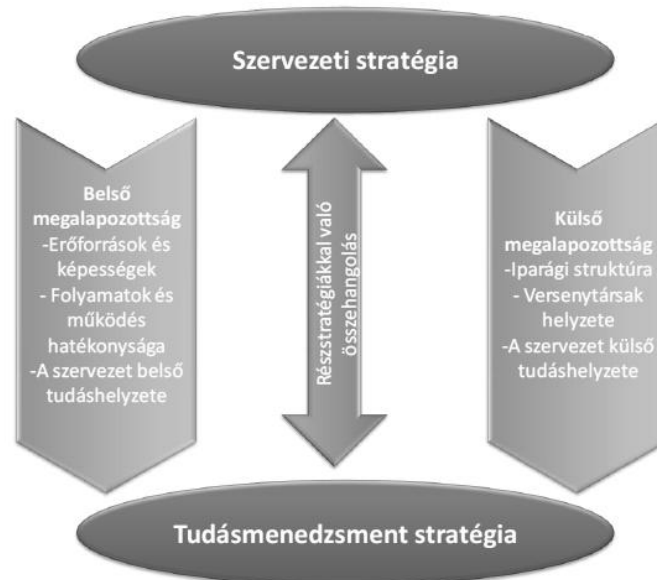 Szervezeti stratégia
Belső
megalapozottság
-Erőforrások és
képességek
- Folyamatok és
működés
hatékonysága
-A szervezet belső
tudáshelyzete
Részstratégiákkal való
összehangolás
Külső
megalapozottság
-Iparági struktúra
- Versenytársak
helyzete
-A szervezet külső
tudáshelyzete
Tudásmenedzsment stratégia